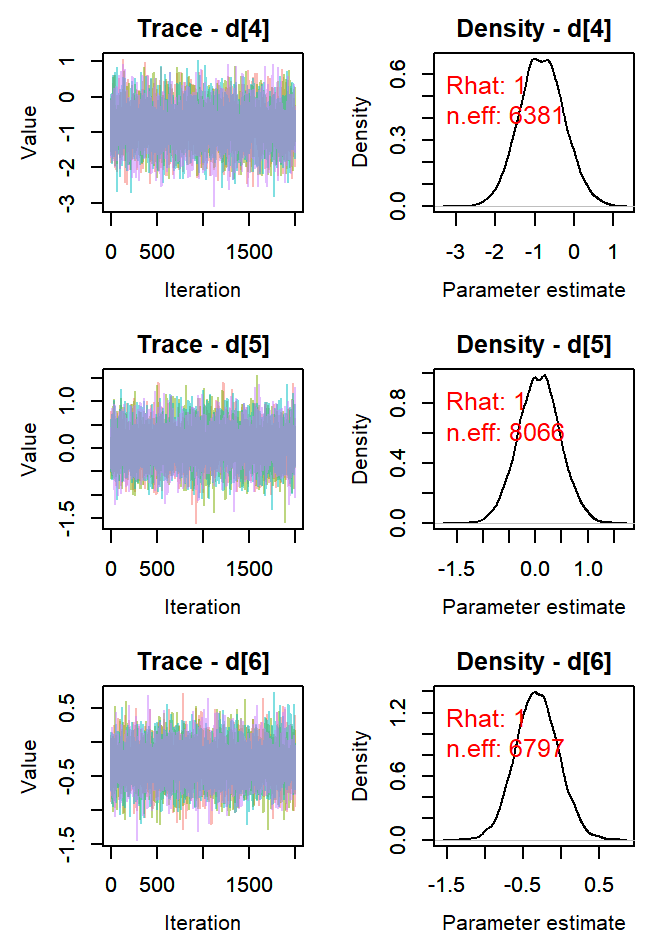 Trace - d[4]
Value
-3 -2 -1 0 1
0 500 1500
Iteration
Density - d[4]
Density
0.0 0.3 0.6
Rhat: 1
n.eff: 6381
-3 -2 -1 0 1
Parameter estimate
Trace - d[5]
Value
-1.5 0.0 1.0
0 500 1500
Iteration
Density - d[5]
Density
0.0 0.4 0.8
Rhat: 1
n.eff: 8066
-1.5 0.0 1.0
Parameter estimate
Trace - d[6]
Value
-1.5 -0.5 0.5
0 500 1500
Iteration
Density - d[6]
Density
0.0 0.6 1.2
Rhat: 1
n.eff: 6797
-1.5 -0.5 0.5
Parameter estimate